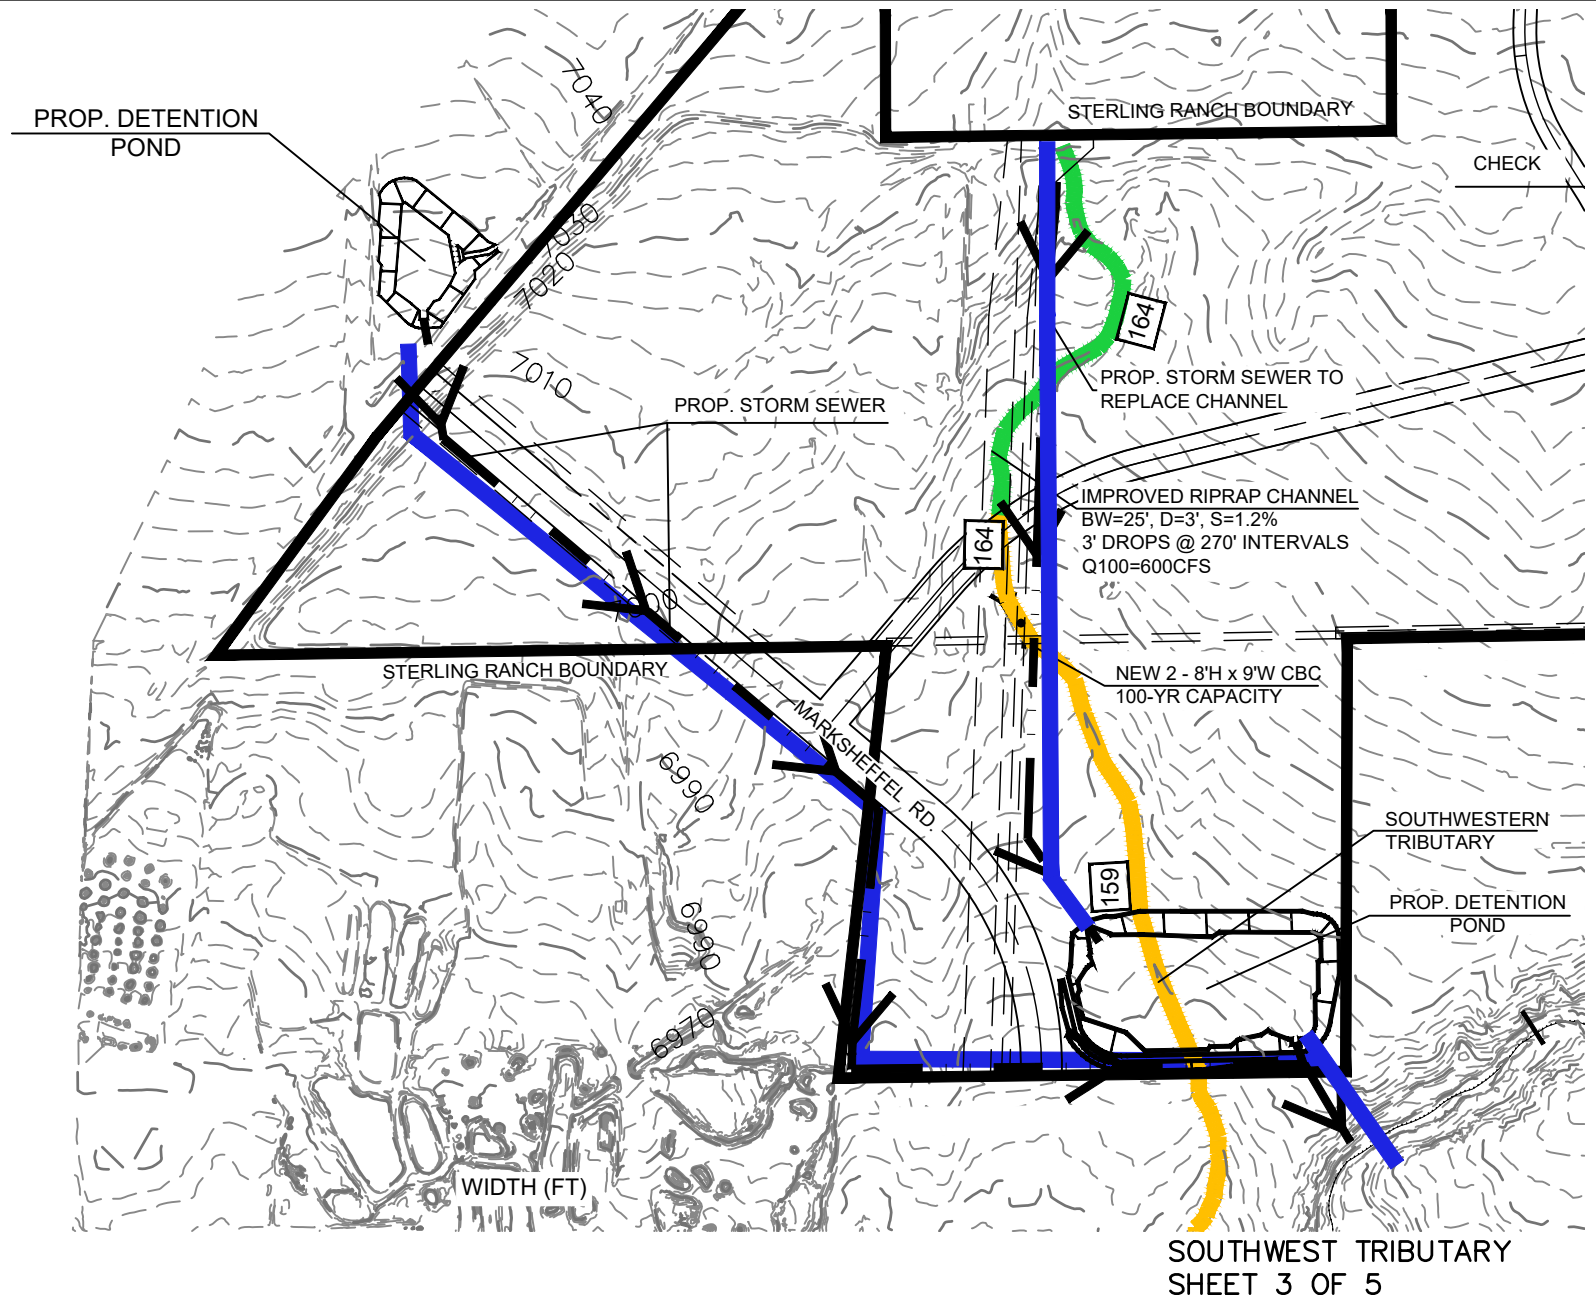 7040
PROP. DETENTION
POND
STERLING RANCH BOUNDARY
CHECK
7030
7020
164
7010
PROP. STORM SEWER TO
REPLACE CHANNEL
PROP. STORM SEWER
IMPROVED RIPRAP CHANNEL
BW=25', D=3', S=1.2%
3' DROPS @ 270' INTERVALS
Q100=600CFS
164
7000
STERLING RANCH BOUNDARY
NEW 2 - 8'H x 9'W CBC
100-YR CAPACITY
MARKSHEFFEL RD.
6990
SOUTHWESTERN
TRIBUTARY
159
PROP. DETENTION
POND
6990
6970
WIDTH (FT)
SOUTHWEST TRIBUTARY
SHEET 3 OF 5